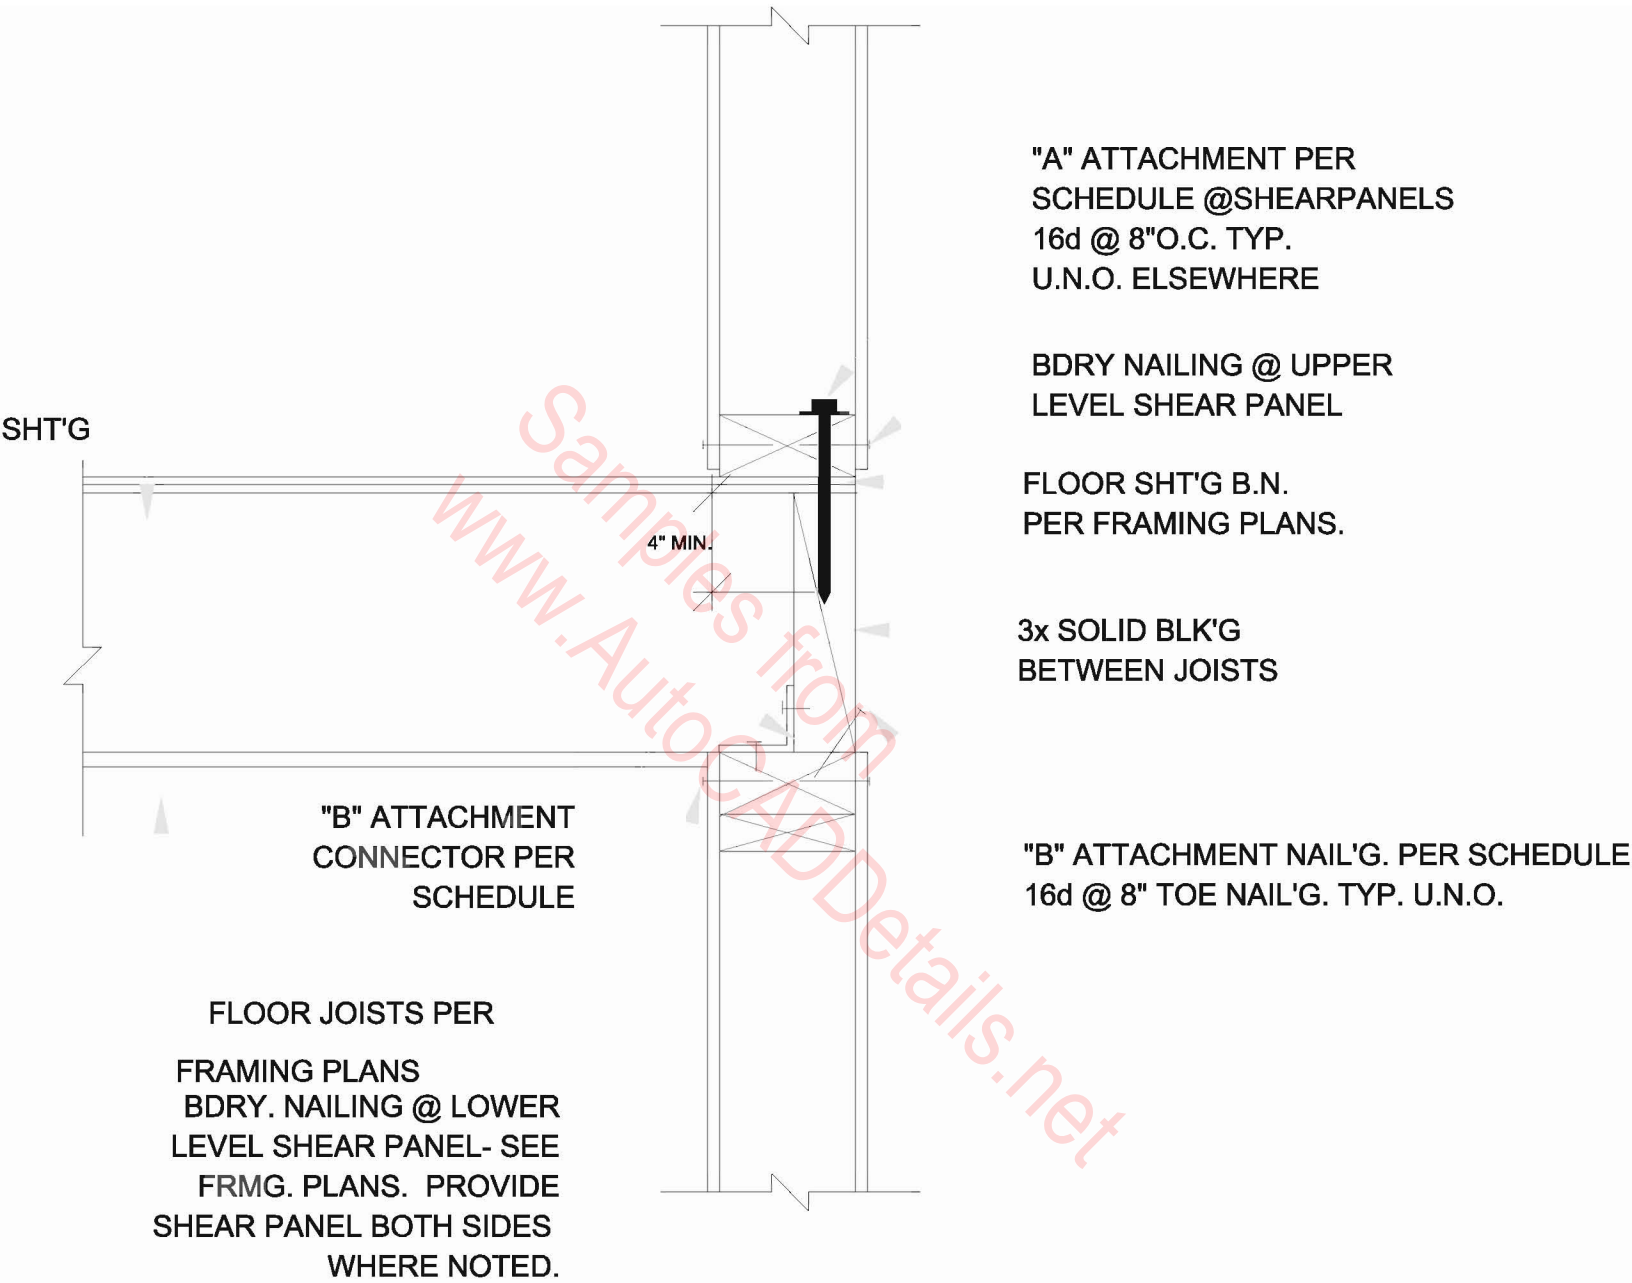 "A" ATTACHMENT PER
SCHEDULE @SHEARPANELS
16d @ 8"O.C. TYP.
U.N.O. ELSEWHERE
BDRY NAILING @ UPPER
LEVEL SHEAR PANEL
SHT'G
FLOOR SHT'G B.N.
PER FRAMING PLANS.
4" MIN.
3x SOLID BLK'G
BETWEEN JOISTS
"B" ATTACHMENT
CONNECTOR PER
SCHEDULE
"B" ATTACHMENT NAIL'G. PER SCHEDULE
16d @ 8" TOE NAIL'G. TYP. U.N.O.
FLOOR JOISTS PER
FRAMING PLANS
BDRY. NAILING @ LOWER
LEVEL SHEAR PANEL- SEE
FRMG. PLANS. PROVIDE
SHEAR PANEL BOTH SIDES
WHERE NOTED.
Samples from
www.AutoCADDetails.net